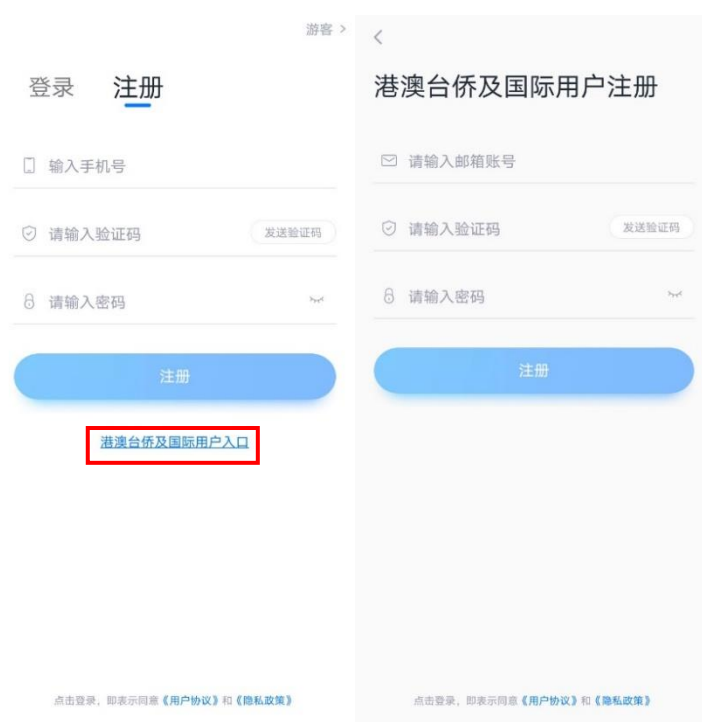 游客 >
登录 注册
输入手机号
请输入验证码 发送验证码
请输入密码
注册
港澳台侨及国际用户入口
点击登录，即表示同意《用户协议》和《隐私政策》
港澳台侨及国际用户注册
请输入邮箱账号
请输入验证码 发送验证码
请输入密码
注册
点击登录，即表示同意《用户协议》和《隐私政策》